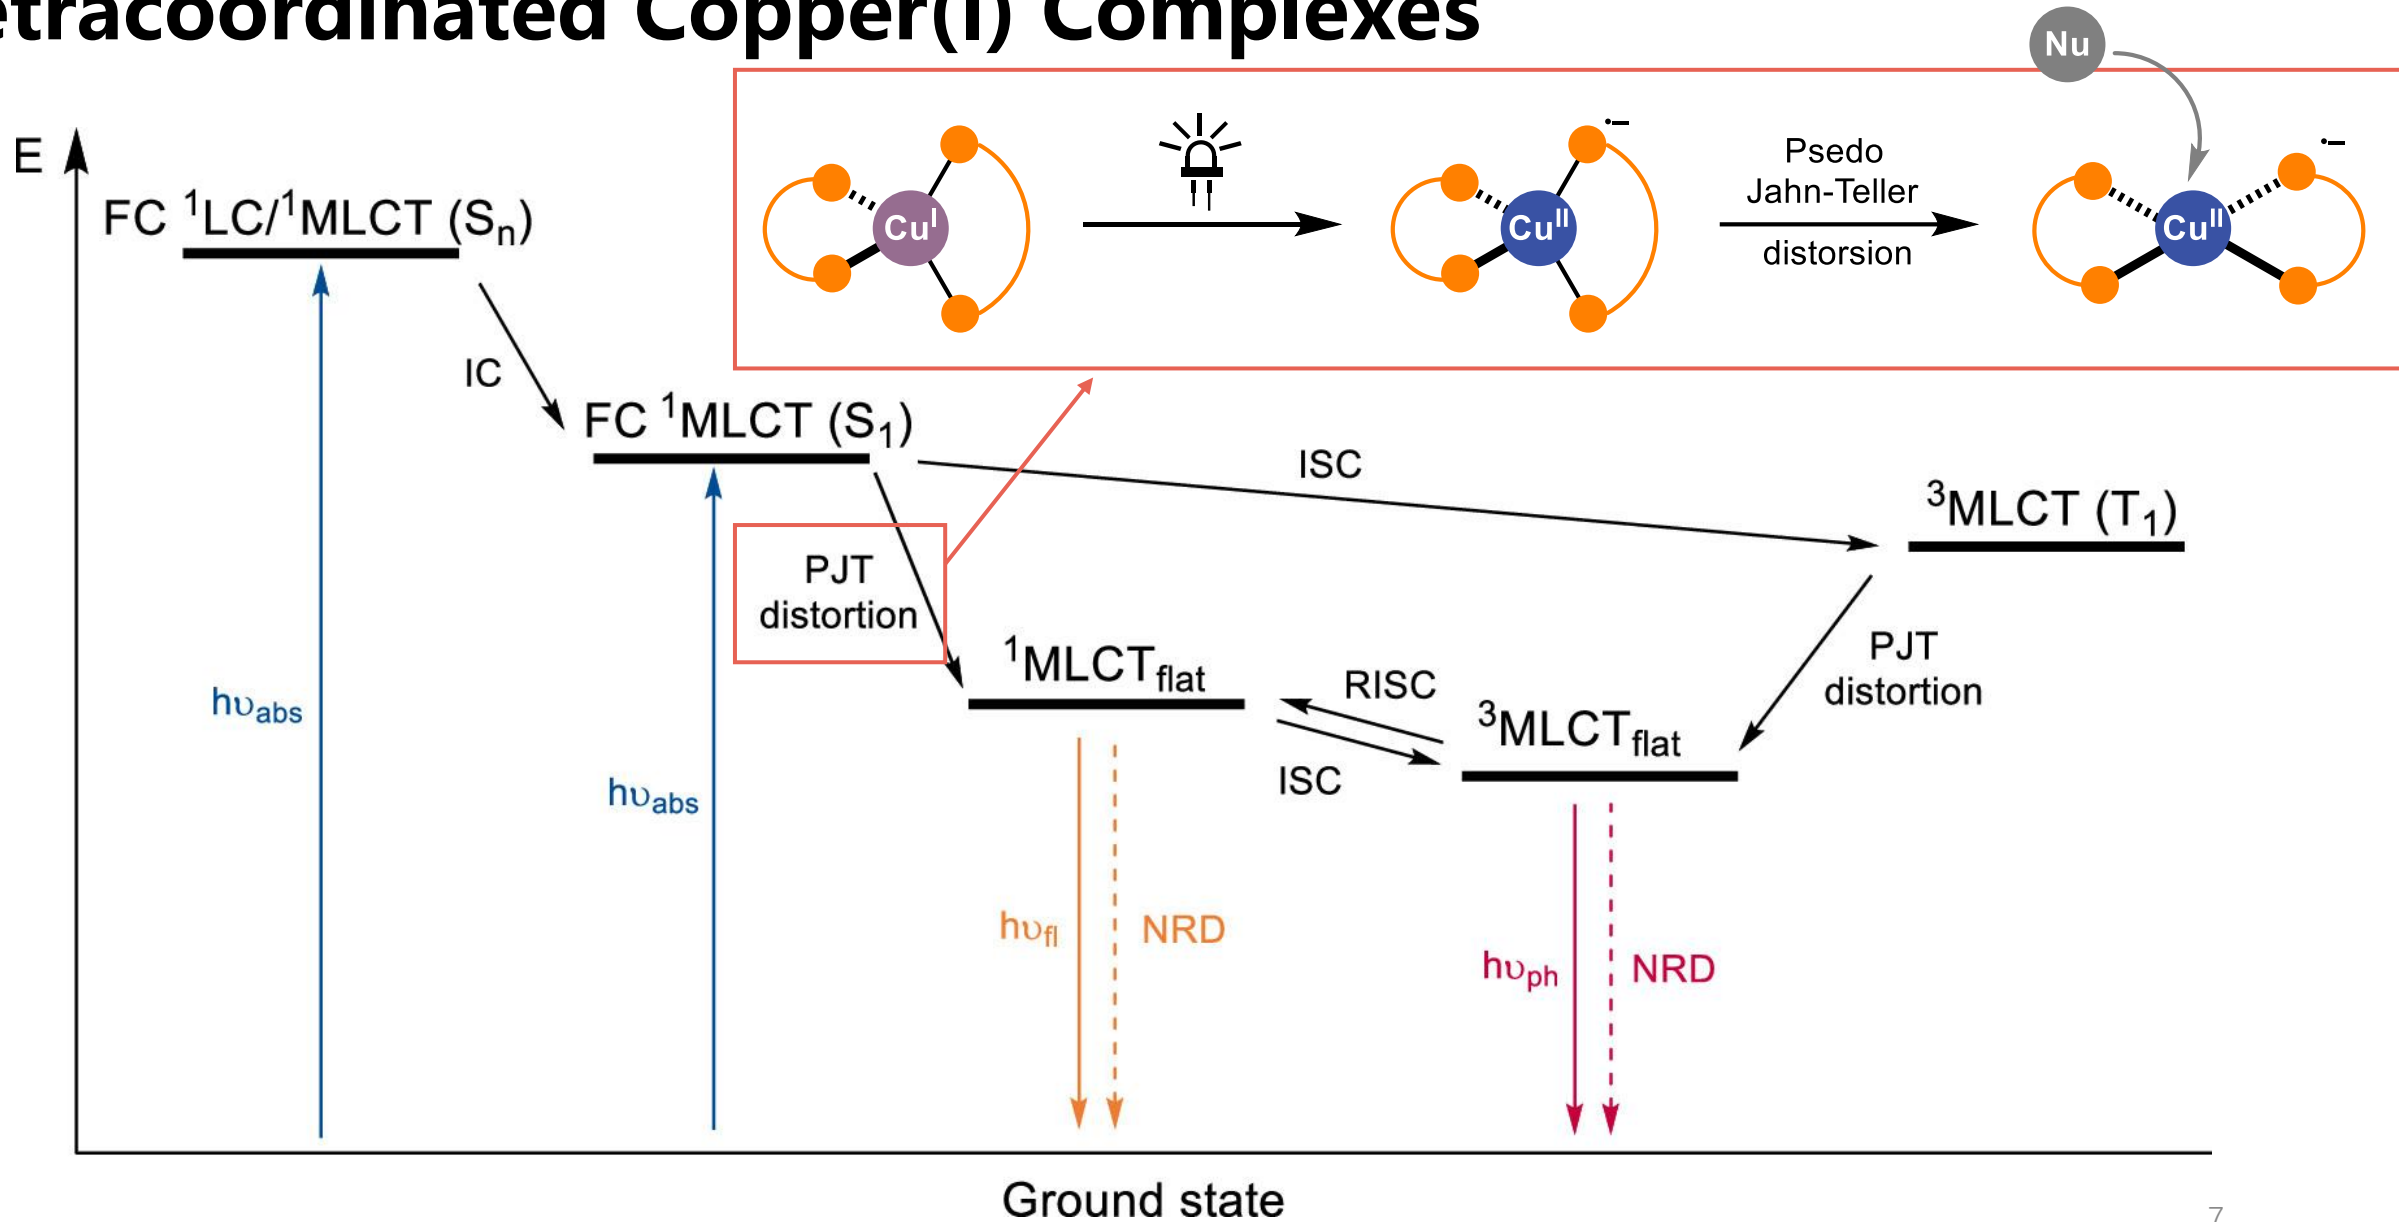 etracoordinated Copper(I) Complexes
Nu
E
FC ¹LC/¹MLCT (Sₙ)
Cuᴵ
Cuᴵᴵ
•−
Psedo
Jahn-Teller
distorsion
Cuᴵᴵ
•−
IC
FC ¹MLCT (S₁)
ISC
³MLCT (T₁)
PJT
distortion
¹MLCTflat
RISC
ISC
³MLCTflat
PJT
distortion
hυabs
hυabs
hυfl
NRD
hυph
NRD
Ground state
7